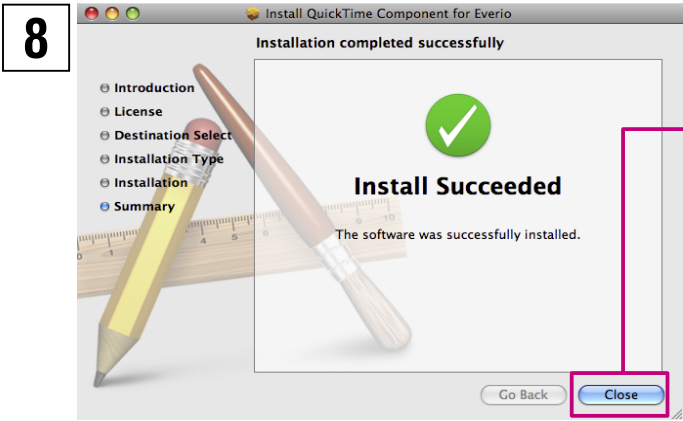 8
Install QuickTime Component for Everio
Installation completed successfully
Introduction
License
Destination Select
Installation Type
Installation
Summary
Install Succeeded
The software was successfully installed.
Go Back
Close